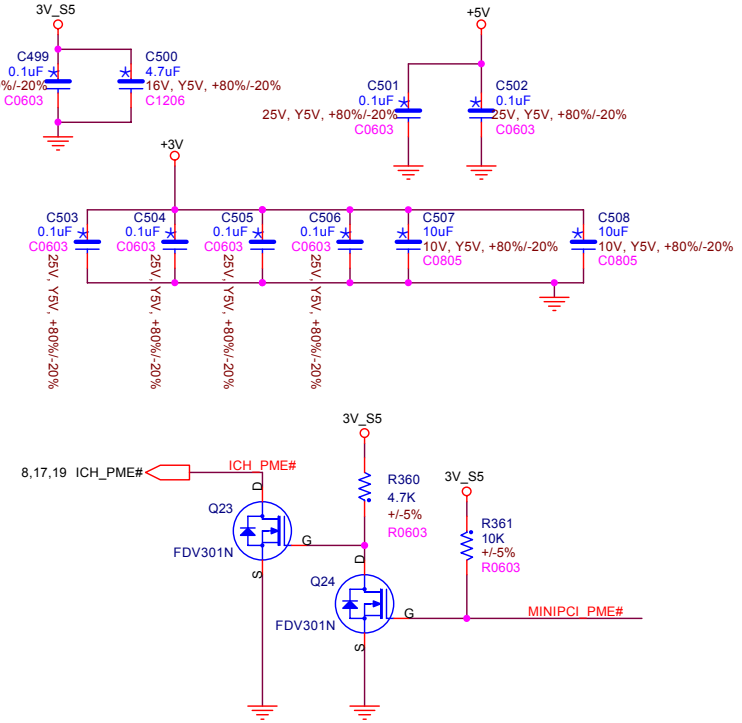 3V_S5
C499
0.1uF
%/-20%
C0603
C500
4.7uF
16V, Y5V, +80%/-20%
C1206
+5V
C501
0.1uF
25V, Y5V, +80%/-20%
C0603
C502
0.1uF
25V, Y5V, +80%/-20%
C0603
+3V
C503
0.1uF
C0603
25V, Y5V, +80%/-20%
C504
0.1uF
C0603
25V, Y5V, +80%/-20%
C505
0.1uF
C0603
25V, Y5V, +80%/-20%
C506
0.1uF
C0603
25V, Y5V, +80%/-20%
C507
10uF
10V, Y5V, +80%/-20%
C0805
C508
10uF
10V, Y5V, +80%/-20%
C0805
8,17,19 ICH_PME#
ICH_PME#
Q23
FDV301N
D
G
S
3V_S5
R360
4.7K
+/-5%
R0603
Q24
FDV301N
D
G
S
3V_S5
R361
10K
+/-5%
R0603
MINIPCI_PME#